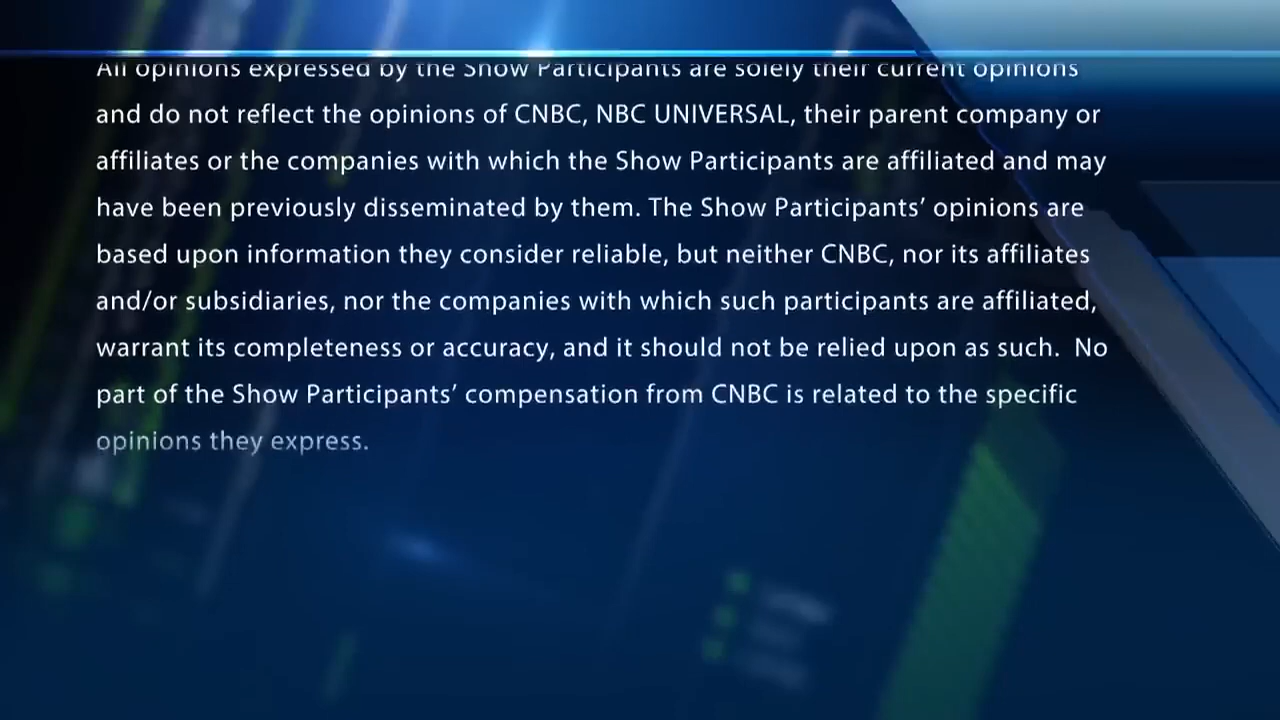 All opinions expressed by the Show Participants are solely their current opinions
and do not reflect the opinions of CNBC, NBC UNIVERSAL, their parent company or
affiliates or the companies with which the Show Participants are affiliated and may
have been previously disseminated by them. The Show Participants’ opinions are
based upon information they consider reliable, but neither CNBC, nor its affiliates
and/or subsidiaries, nor the companies with which such participants are affiliated,
warrant its completeness or accuracy, and it should not be relied upon as such.  No
part of the Show Participants’ compensation from CNBC is related to the specific
opinions they express.